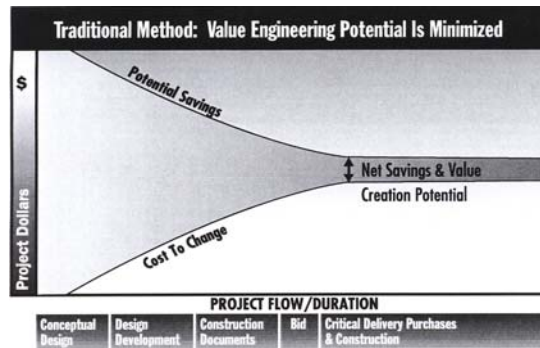 Traditional Method: Value Engineering Potential Is Minimized
$
Project Dollars
Potential Savings
Net Savings & Value
Creation Potential
Cost To Change
PROJECT FLOW/DURATION
Conceptual
Design
Design
Development
Construction
Documents
Bid
Critical Delivery Purchases
& Construction